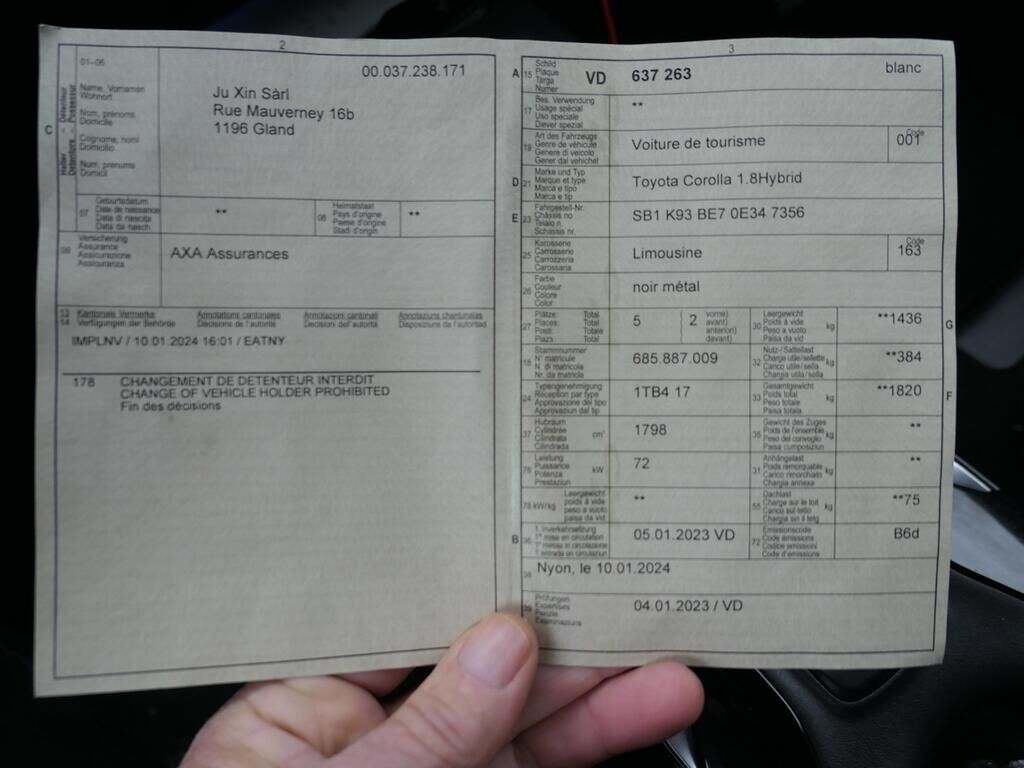 2
01-06
00.037.238.171
C
Halter Détenteur
Detentore Possessur
Name, Vornamen
Wohnort
Nom, prénoms
Domicile
Cognome, nomi
Domicilio
Num, prenums
Domicil
Ju Xin Sàrl
Rue Mauverney 16b
1196 Gland
07
Geburtsdatum
Date de naissance
Data di nascita
Data da nasch.
**
08
Heimatstaat
Pays d'origine
Paese d'origine
Stadi d'origin
**
09
Versicherung
Assurance
Assicurazione
Assicuranza
AXA Assurances
13 Kantonale Vermerke Annotations cantonales Annotazioni cantonali Annotaziuns chantunalas
14 Verfügungen der Behörde Décisions de l'autorité Decisioni dell'autorità Disposiziuns da l'autoritad
IMPLNV / 10.01.2024 16:01 / EATNY
178 CHANGEMENT DE DETENTEUR INTERDIT
CHANGE OF VEHICLE HOLDER PROHIBITED
Fin des décisions
3
A 15
Schild
Plaque
Targa
Numer
VD 637 263 blanc
17
Bes. Verwendung
Usage spécial
Uso speciale
Diever spezial
**
19
Art des Fahrzeugs
Genre de véhicule
Genere di veicolo
Gener dal vehichel
Voiture de tourisme
Code
001
D 21
Marke und Typ
Marque et type
Marca e tipo
Marca e tip
Toyota Corolla 1.8Hybrid
E 23
Fahrgestell-Nr.
Châssis no
Telaio n.
Schassis nr.
SB1 K93 BE7 0E34 7356
25
Karosserie
Carrosserie
Carrozzeria
Carossaria
Limousine
Code
163
26
Farbe
Couleur
Colore
Colur
noir métal
27
Plätze: Total
Places: Total
Posti: Totale
Plazs: Total
5 ( 2
vorne)
avant)
anteriori)
davant)
30
Leergewicht
Poids à vide
Peso a vuoto
Paisa da vid
kg
**1436
G
18
Stammnummer
N° matricule
N. di matricola
Nr. da matricla
685.887.009
32
Nutz-/Sattellast
Charge utile/sellette
Carico utile/sella
Chargia utila/sella
kg
**384
24
Typengenehmigung
Réception par type
Approvazione del tipo
Approvaziun dal tip
1TB4 17
33
Gesamtgewicht
Poids total
Peso totale
Paisa totala
kg
**1820
F
37
Hubraum
Cylindrée
Cilindrata
Cilindrada
cm³
1798
35
Gewicht des Zuges
Poids de l'ensemble
Peso del convoglio
Paisa cumposiziun
kg
**
76
Leistung
Puissance
Potenza
Prestaziun
kW
72
31
Anhängelast
Poids remorquable
Carico rimorchiato
Chargia annexa
kg
**
78 kW/kg
Leergewicht
poids à vide
peso a vuoto
paisa da vid
**
55
Dachlast
Charge sur le toit
Carico sul tetto
Chargia sin il tetg
kg
**75
B 36
1. Inverkehrsetzung
1re mise en circulation
1a messa in circolazione
1. entrada en circulaziun
05.01.2023 VD
72
Emissionscode
Code émissions
Codice emissioni
Code d'emissiuns
B6d
38
Nyon, le 10.01.2024
39
Prüfungen
Expertises
Perizie
Examinaziuns
04.01.2023 / VD